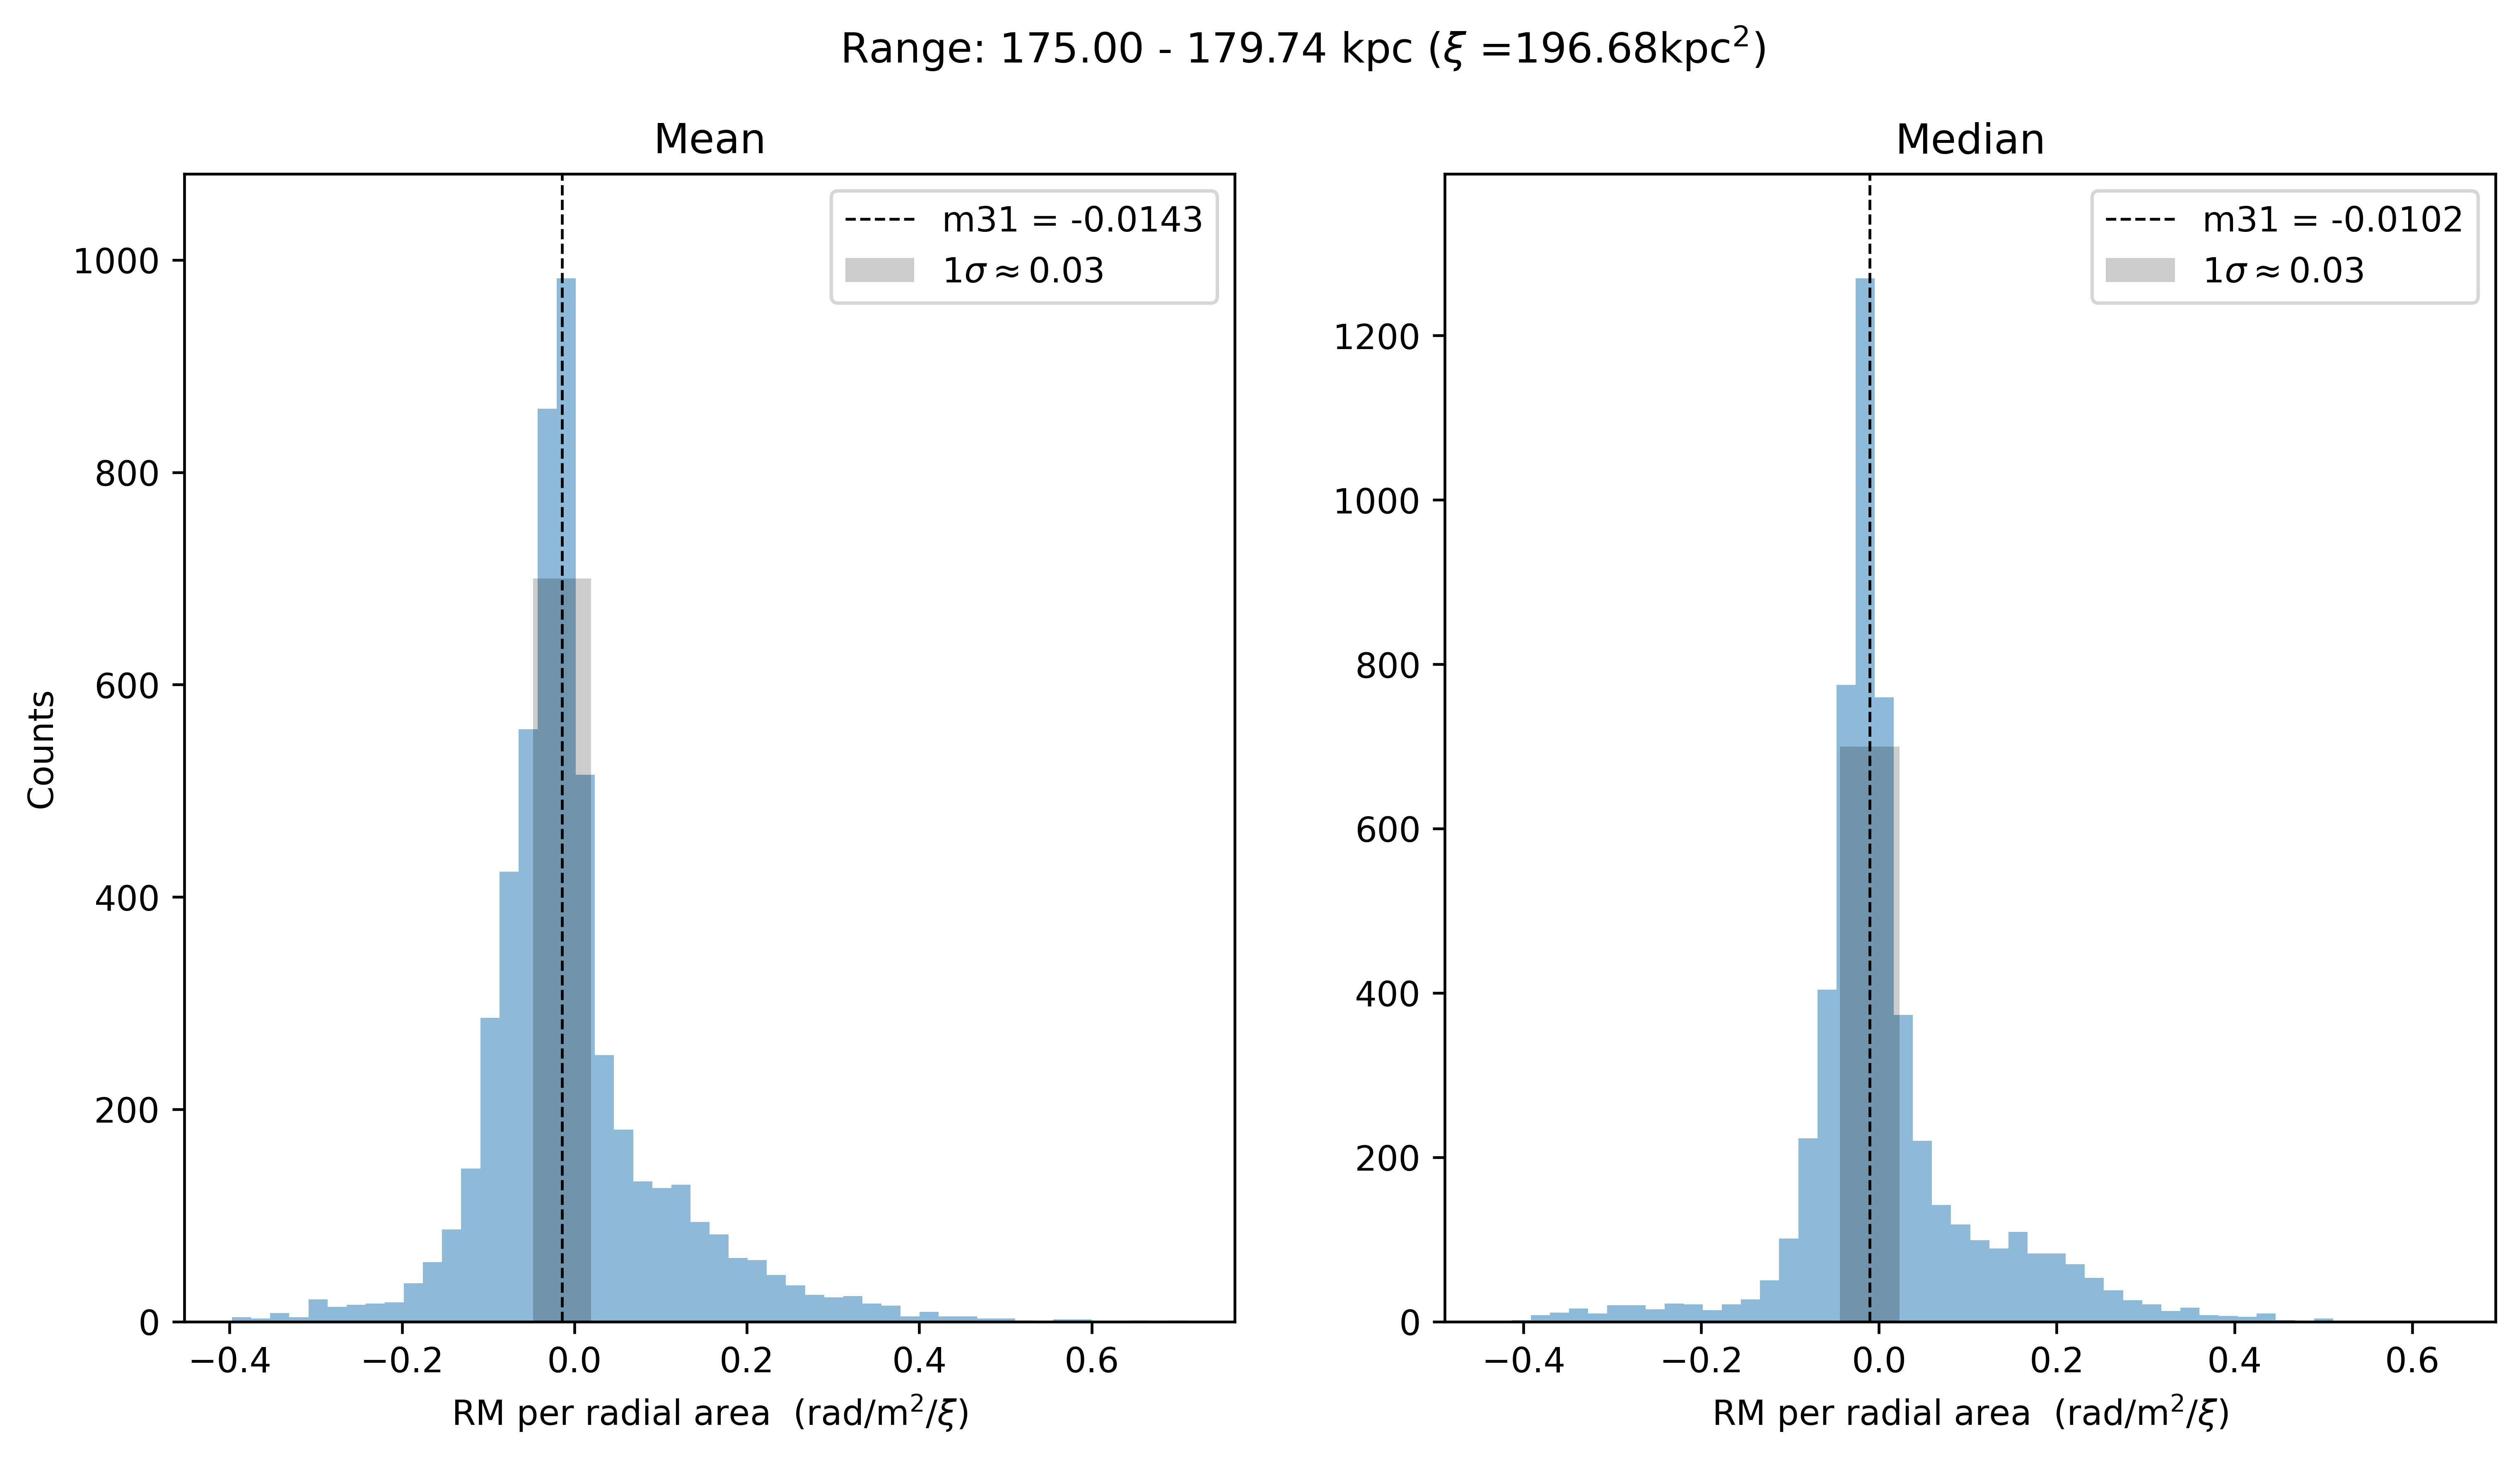 Range: 175.00 - 179.74 kpc (ξ =196.68kpc²)
Mean
m31 = -0.0143
1σ ≈ 0.03
1000
800
600
400
200
0
Counts
−0.4 −0.2 0.0 0.2 0.4 0.6
RM per radial area (rad/m²/ξ)
Median
m31 = -0.0102
1σ ≈ 0.03
1200
1000
800
600
400
200
0
−0.4 −0.2 0.0 0.2 0.4 0.6
RM per radial area (rad/m²/ξ)